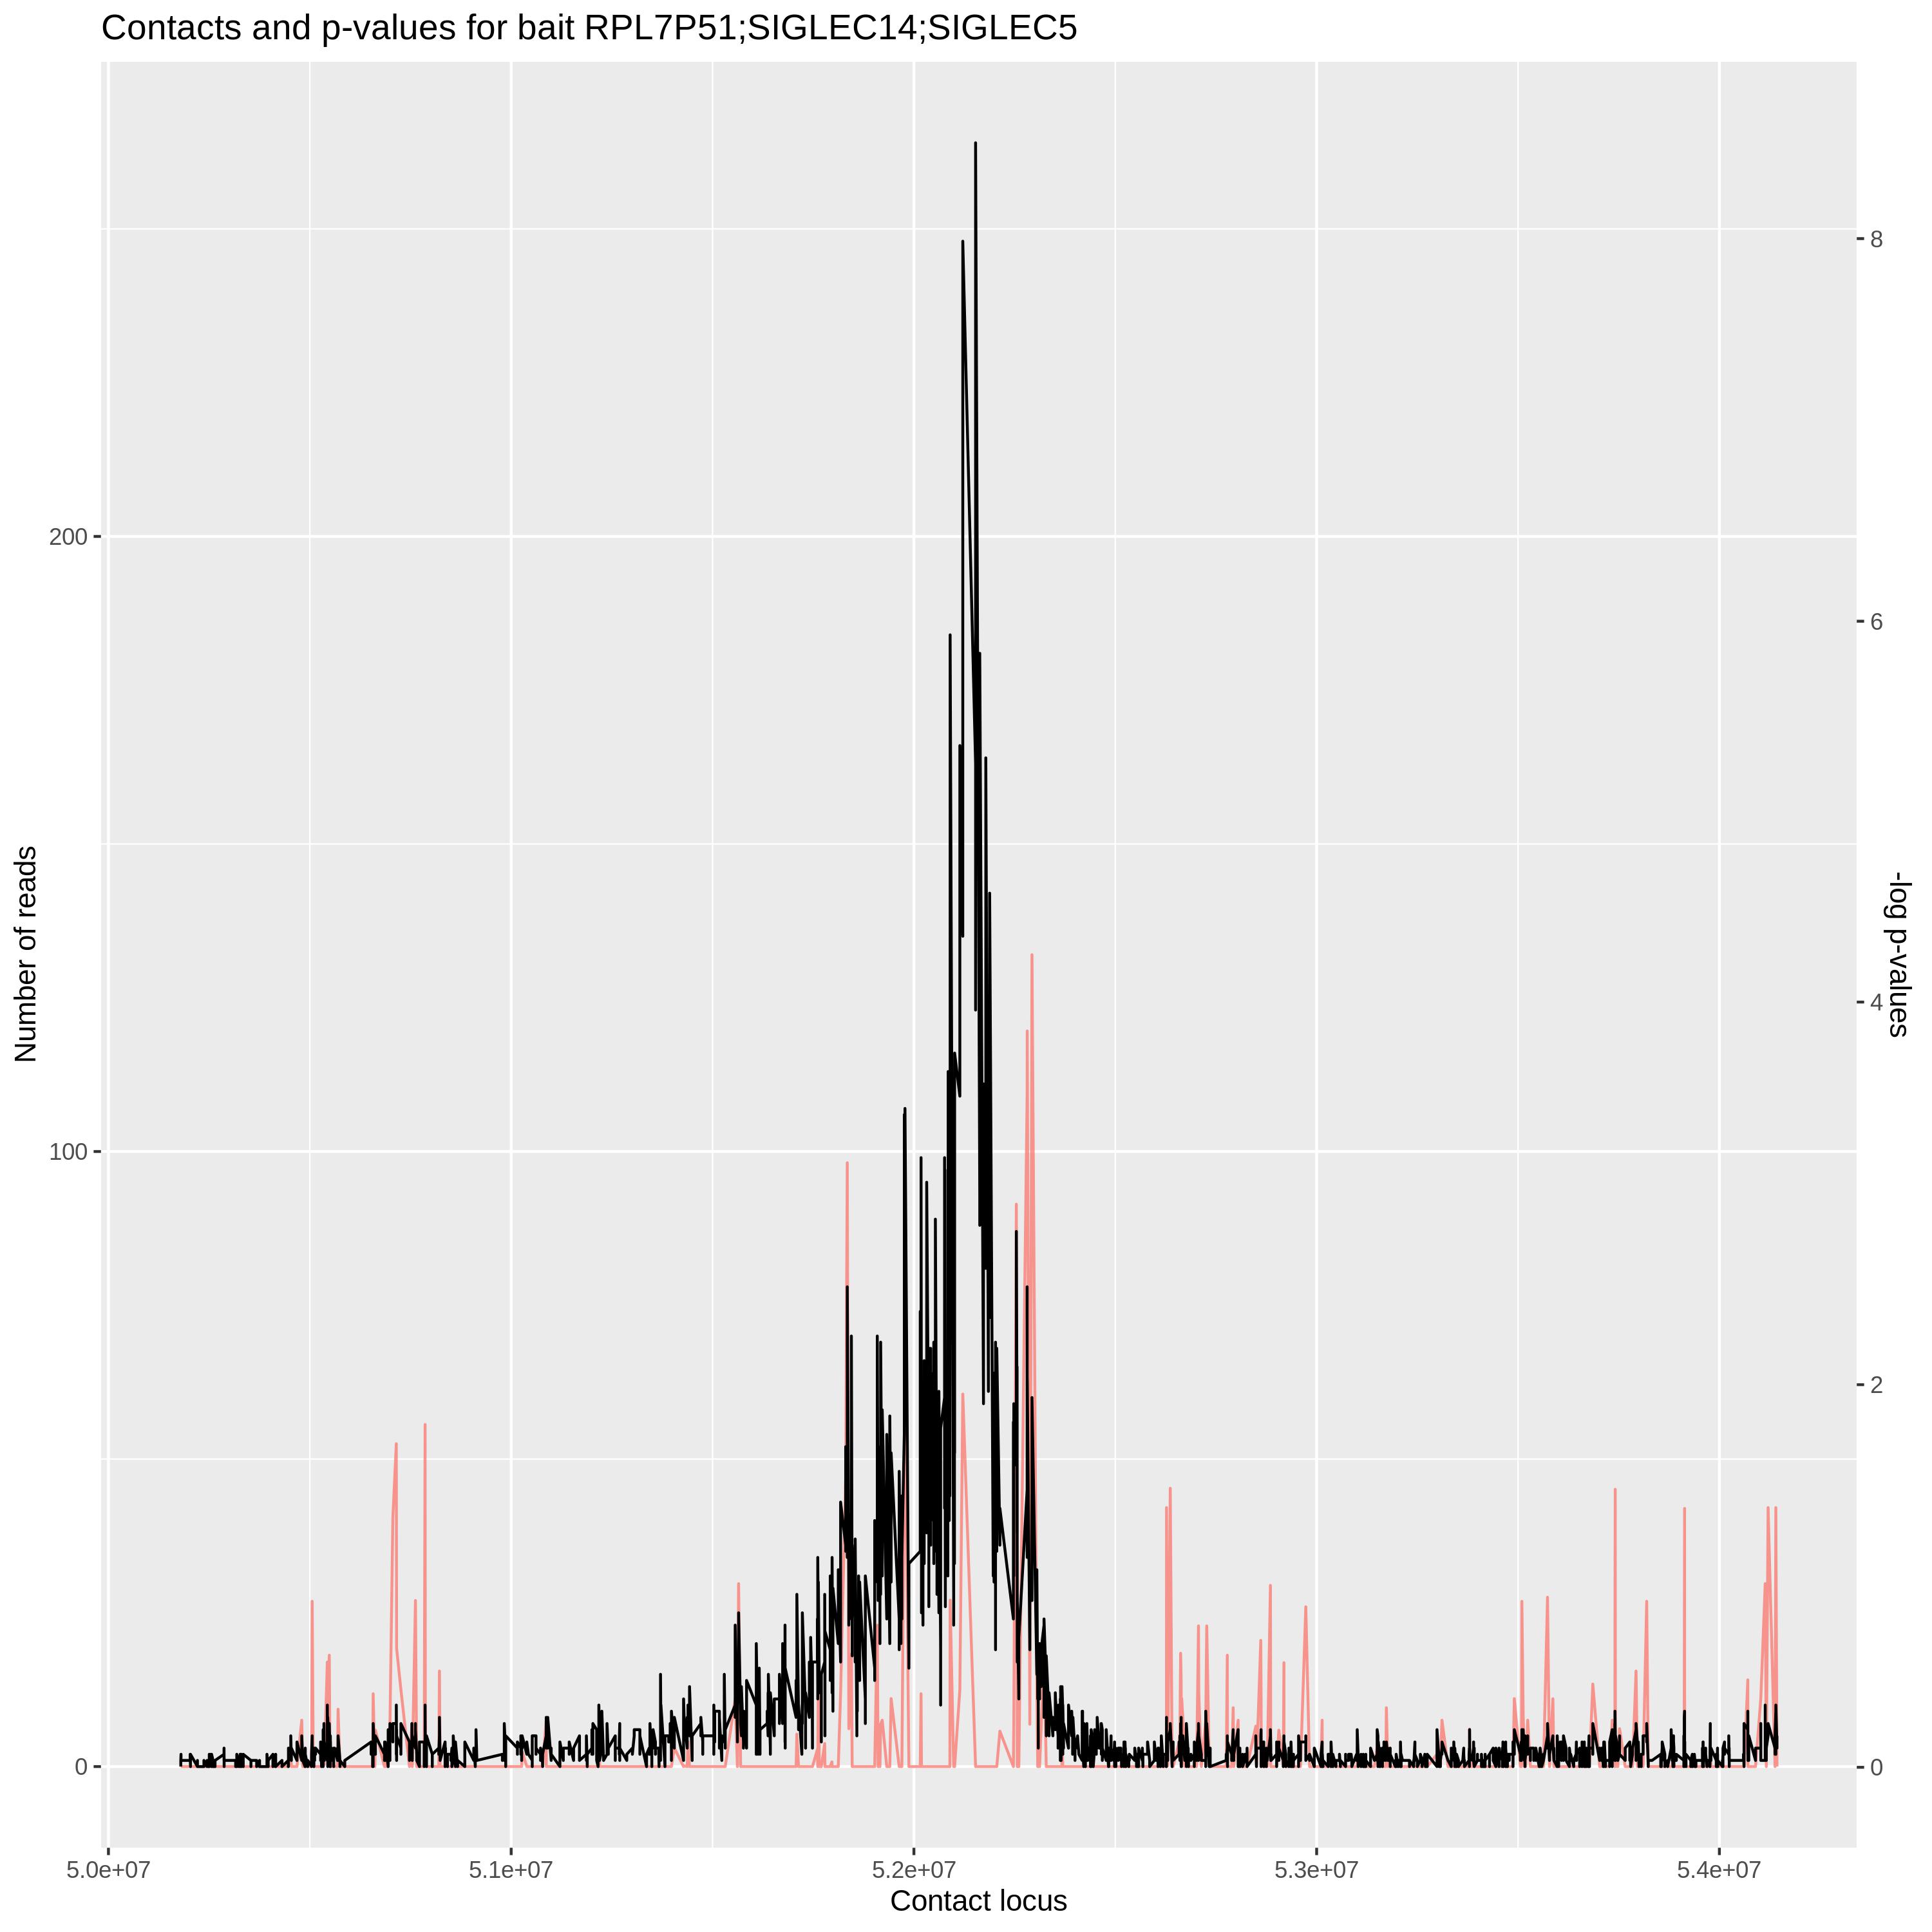 Contacts and p-values for bait RPL7P51;SIGLEC14;SIGLEC5
Number of reads
200
100
0
8
6
4
2
0
-log p-values
5.0e+07 5.1e+07 5.2e+07 5.3e+07 5.4e+07
Contact locus